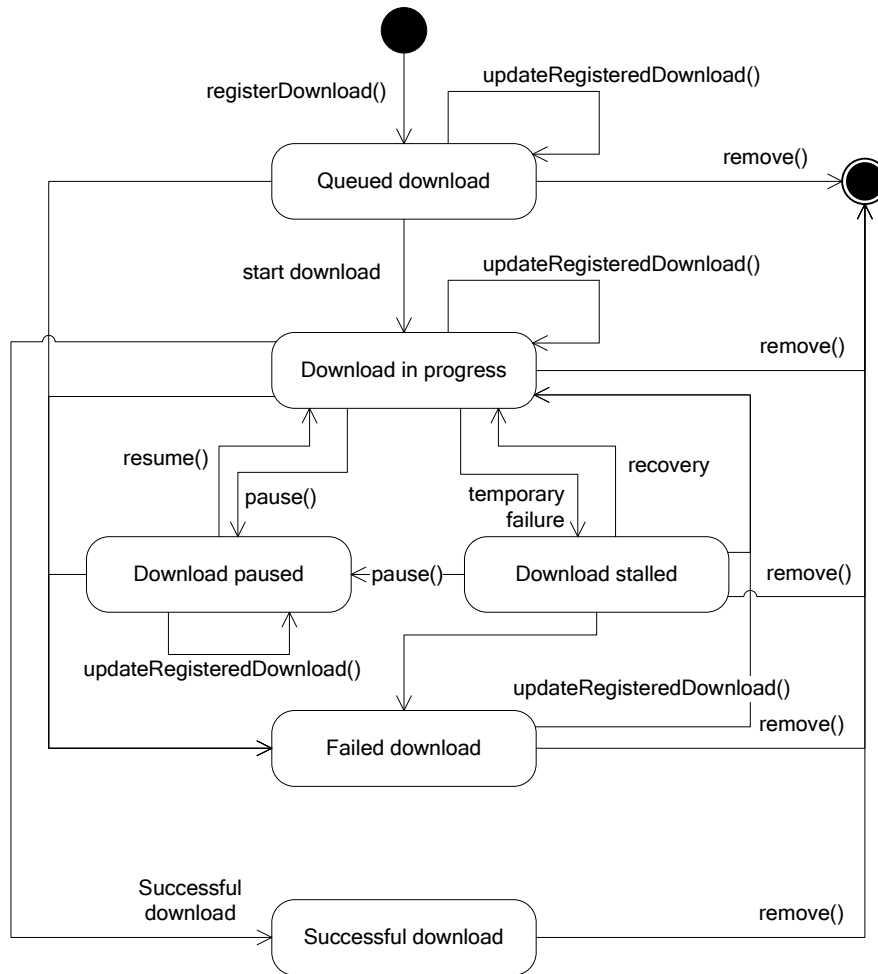 updateRegisteredDownload()
registerDownload()
remove()
Queued download
updateRegisteredDownload()
start download
remove()
Download in progress
resume()
recovery
pause()
temporary
failure
Download paused
pause()
Download stalled
remove()
updateRegisteredDownload()
updateRegisteredDownload()
remove()
Failed download
Successful
download
remove()
Successful download